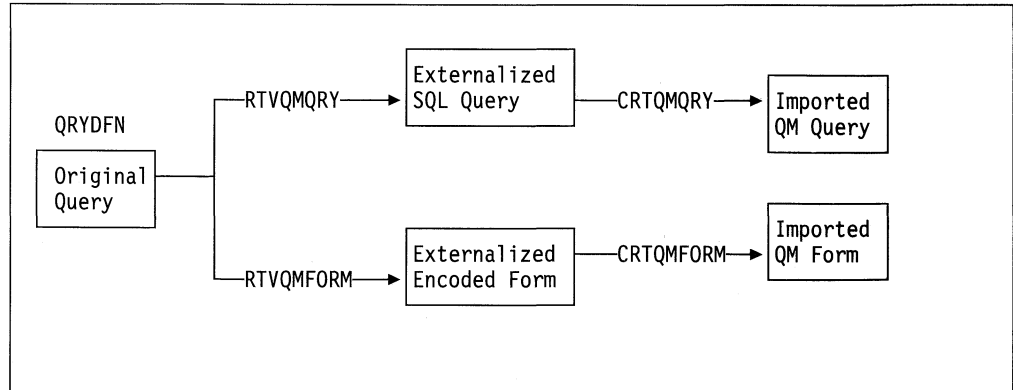 QRYDFN
Original
Query
RTVQMQRY
Externalized
SQL Query
CRTQMQRY
Imported
QM Query
RTVQMFORM
Externalized
Encoded Form
CRTQMFORM
Imported
QM Form